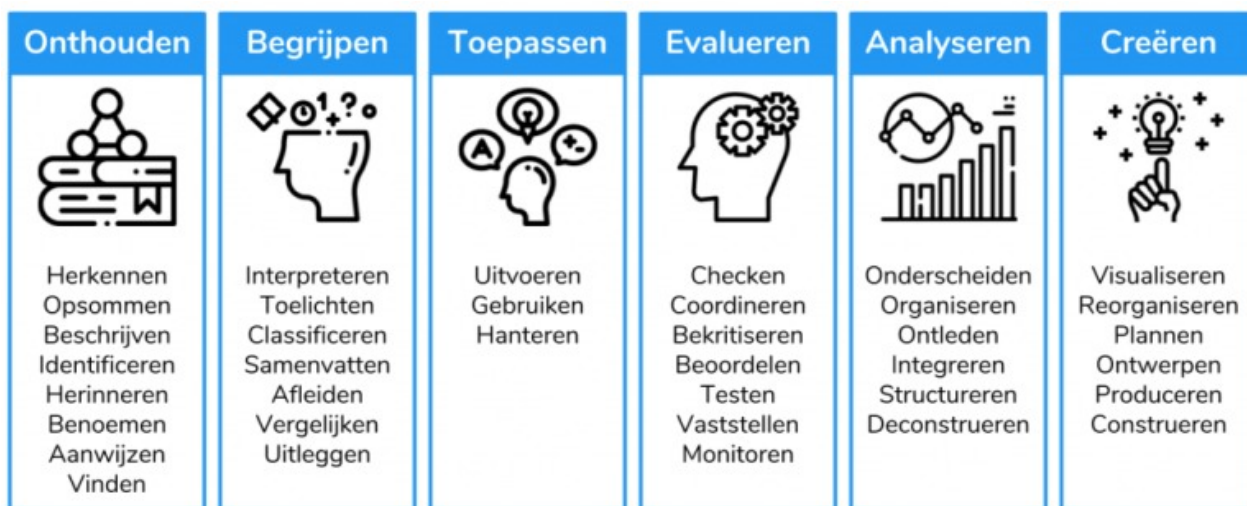 Onthouden
Herkennen
Opsommen
Beschrijven
Identificeren
Herinneren
Benoemen
Aanwijzen
Vinden
Begrijpen
1
?
+
Interpreteren
Toelichten
Classificeren
Samenvatten
Afleiden
Vergelijken
Uitleggen
Toepassen
A
+-
Uitvoeren
Gebruiken
Hanteren
Evalueren
Checken
Coordineren
Bekritiseren
Beoordelen
Testen
Vaststellen
Monitoren
Analyseren
Onderscheiden
Organiseren
Ontleden
Integreren
Structureren
Deconstrueren
Creëren
Visualiseren
Reorganiseren
Plannen
Ontwerpen
Produceren
Construeren